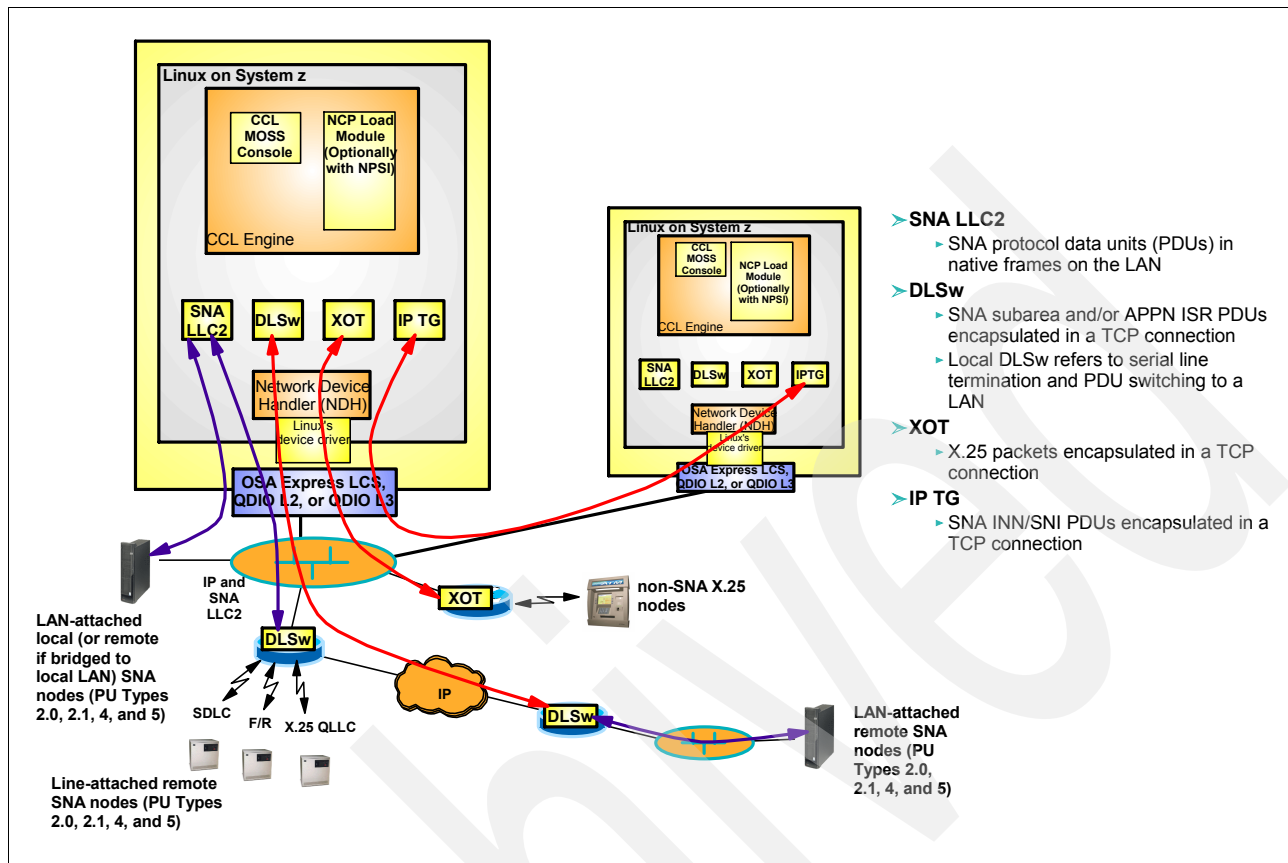 Linux on System z
CCL
MOSS
Console
NCP Load
Module
(Optionally
with NPSI)
CCL Engine
SNA
LLC2
DLSw
XOT
IP TG
Network Device
Handler (NDH)
Linux's
device driver
OSA Express LCS,
QDIO L2, or QDIO L3
Linux on System z
CCL
MOSS
Console
NCP Load
Module
(Optionally
with NPSI)
CCL Engine
SNA
LLC2
DLSw
XOT
IPTG
Network Device
Handler (NDH)
Linux's
device driver
OSA Express LCS,
QDIO L2, or QDIO L3
➤SNA LLC2
► SNA protocol data units (PDUs) in
native frames on the LAN
➤DLSw
► SNA subarea and/or APPN ISR PDUs
encapsulated in a TCP connection
► Local DLSw refers to serial line
termination and PDU switching to a
LAN
➤XOT
► X.25 packets encapsulated in a TCP
connection
➤IP TG
► SNA INN/SNI PDUs encapsulated in a
TCP connection
IP and SNA
LLC2
LAN-attached
local (or remote
if bridged to
local LAN) SNA
nodes (PU Types
2.0, 2.1, 4, and 5)
XOT
non-SNA X.25
nodes
DLSw
SDLC
F/R
X.25 QLLC
IP
DLSw
Line-attached remote
SNA nodes (PU Types
2.0, 2.1, 4, and 5)
LAN-attached
remote SNA
nodes (PU
Types 2.0,
2.1, 4, and 5)
hived